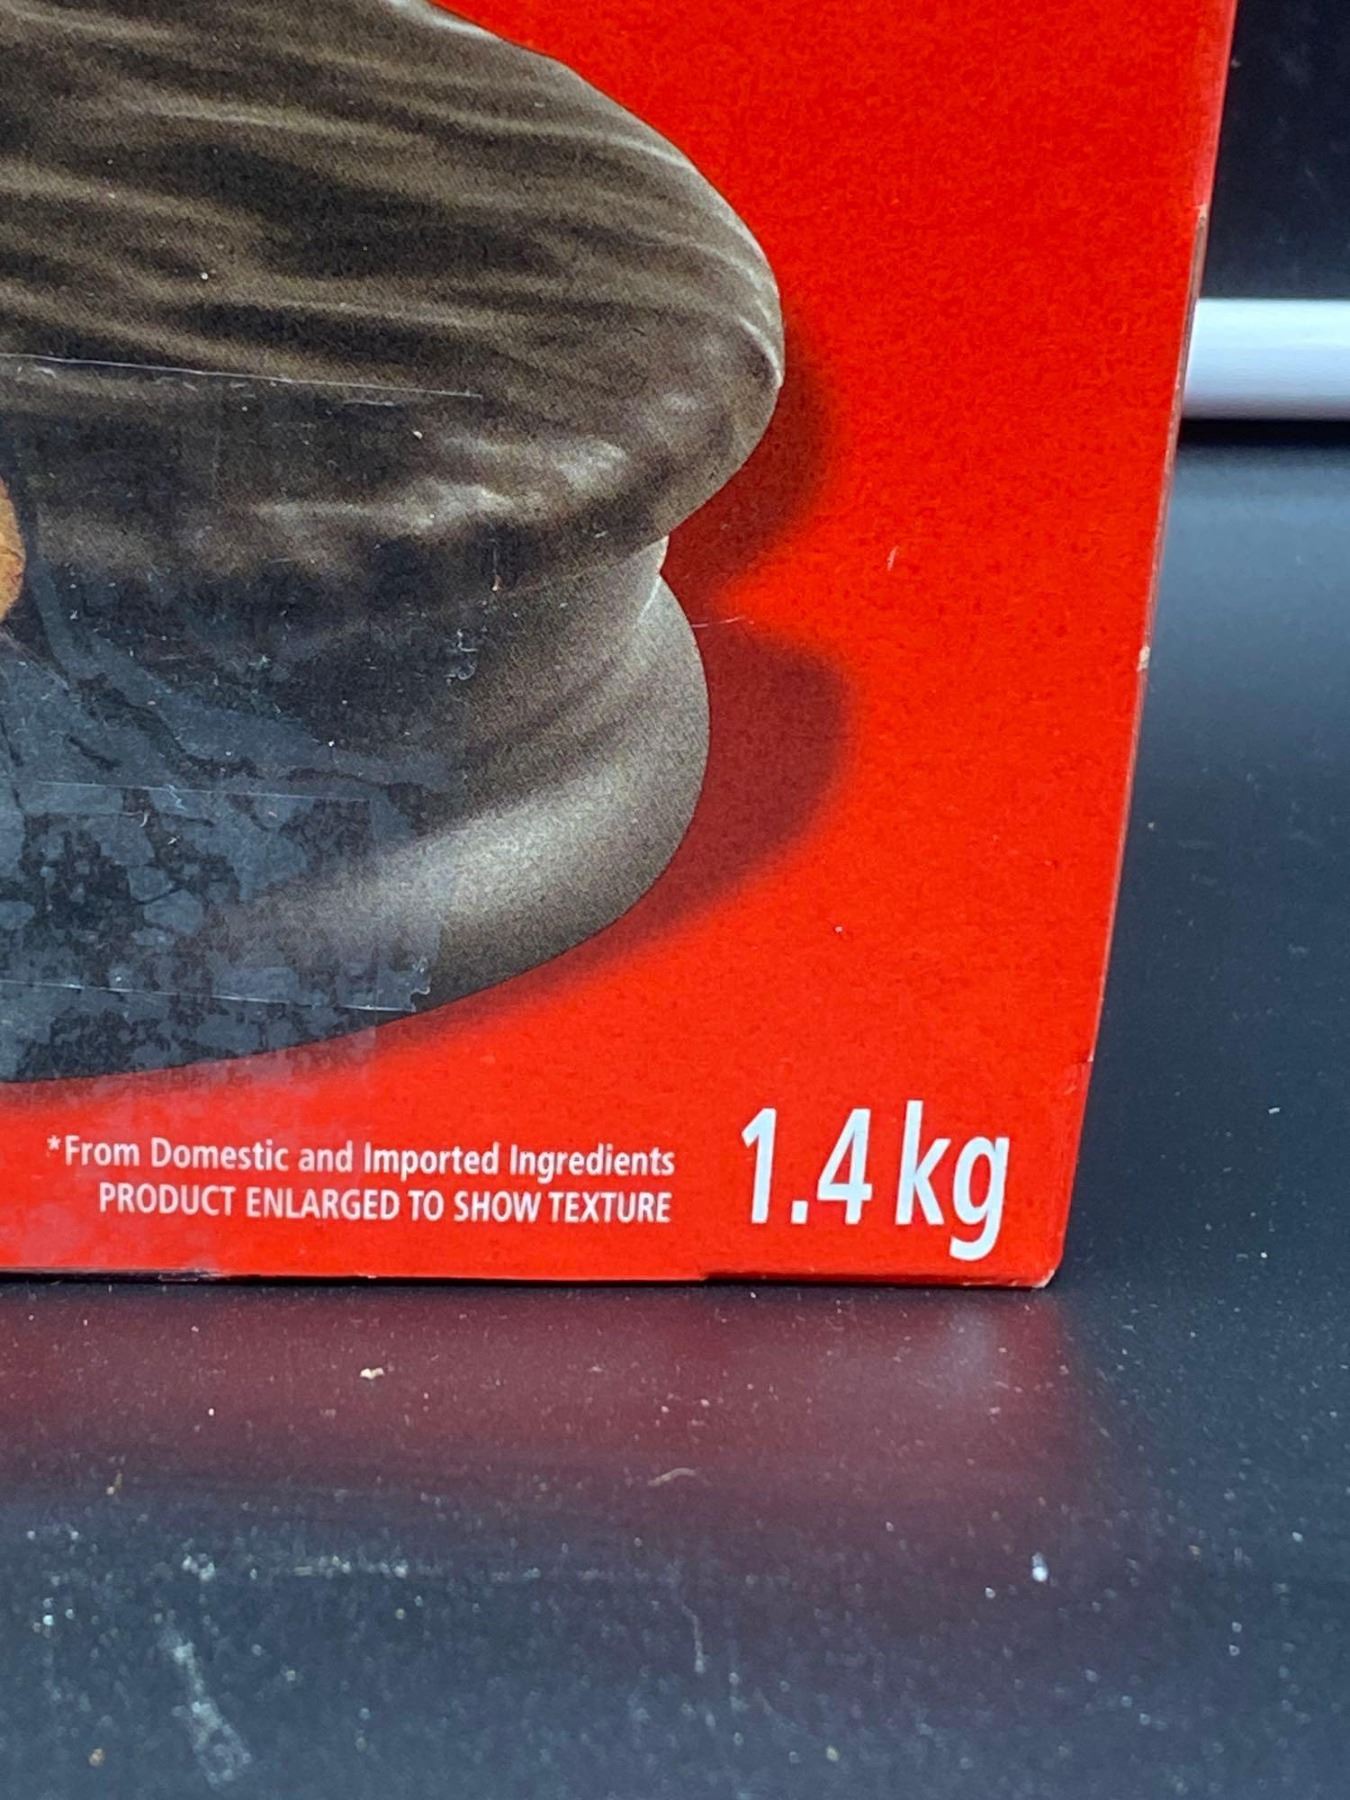 *From Domestic and Imported Ingredients
PRODUCT ENLARGED TO SHOW TEXTURE
1.4 kg